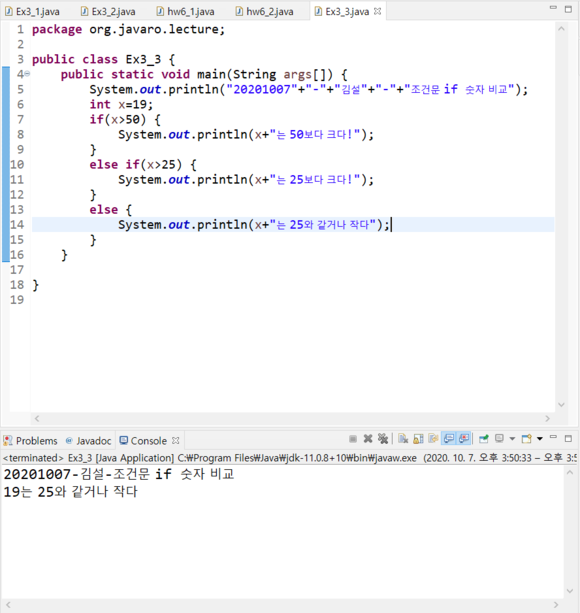 Ex3_1.java Ex3_2.java hw6_1.java hw6_2.java Ex3_3.java
1 package org.javaro.lecture;
2
3 public class Ex3_3 {
4     public static void main(String args[]) {
5         System.out.println("20201007"+"-"+"김설"+"-"+"조건문 if 숫자 비교");
6         int x=19;
7         if(x>50) {
8             System.out.println(x+"는 50보다 크다!");
9         }
10         else if(x>25) {
11             System.out.println(x+"는 25보다 크다!");
12         }
13         else {
14             System.out.println(x+"는 25와 같거나 작다");
15         }
16     }
17
18 }
19
Problems @ Javadoc Console
<terminated> Ex3_3 [Java Application] C:₩Program Files₩Java₩jdk-11.0.8+10₩bin₩javaw.exe (2020. 10. 7. 오후 3:50:33 – 오후 3:5
20201007-김설-조건문 if 숫자 비교
19는 25와 같거나 작다